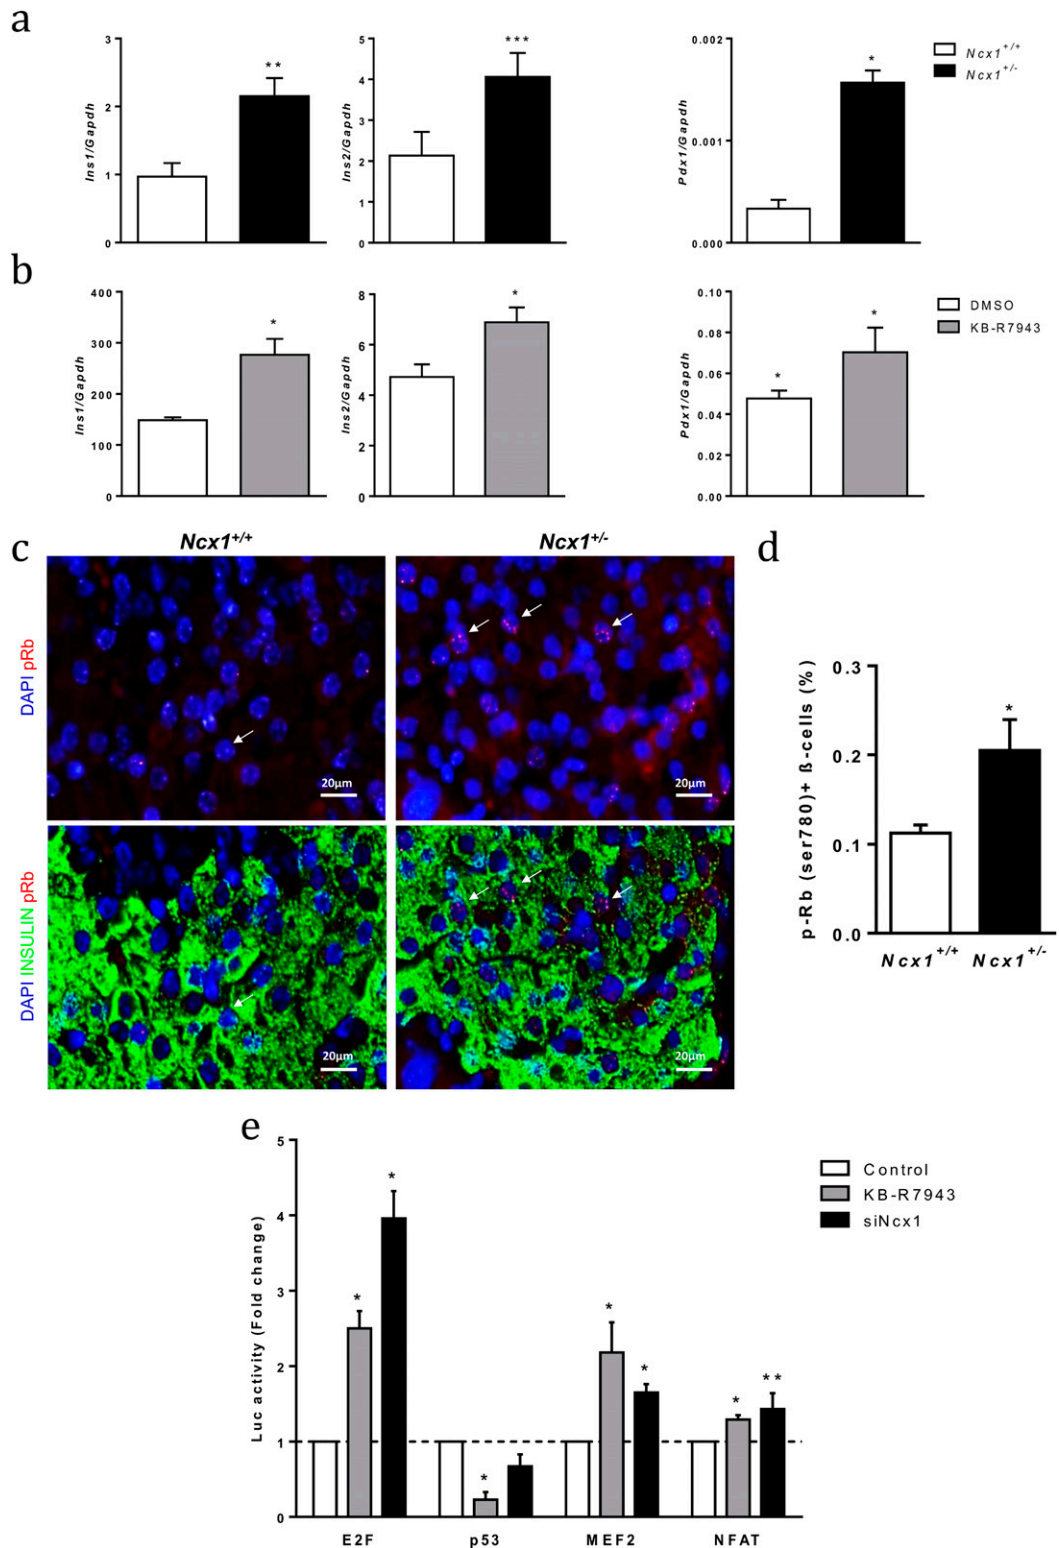 a
3
2
1
0
Ins1/Gapdh
**
5
4
3
2
1
0
Ins2/Gapdh
***
0.002
0.001
0.000
Pdx1/Gapdh
*
Ncx1+/+
Ncx1+/-
b
400
300
200
100
0
Ins1/Gapdh
*
8
6
4
2
0
Ins2/Gapdh
*
0.10
0.08
0.06
0.04
0.02
0.00
Pdx1/Gapdh
*
*
DMSO
KB-R7943
c
Ncx1+/+
Ncx1+/-
DAPI pRb
20µm
20µm
DAPI INSULIN pRb
20µm
20µm
d
0.3
0.2
0.1
0.0
p-Rb (ser780)+ ß-cells (%)
*
Ncx1+/+
Ncx1+/-
e
5
4
3
2
1
0
Luc activity (Fold change)
*
*
*
*
*
*
**
E2F
p53
MEF2
NFAT
Control
KB-R7943
siNcx1